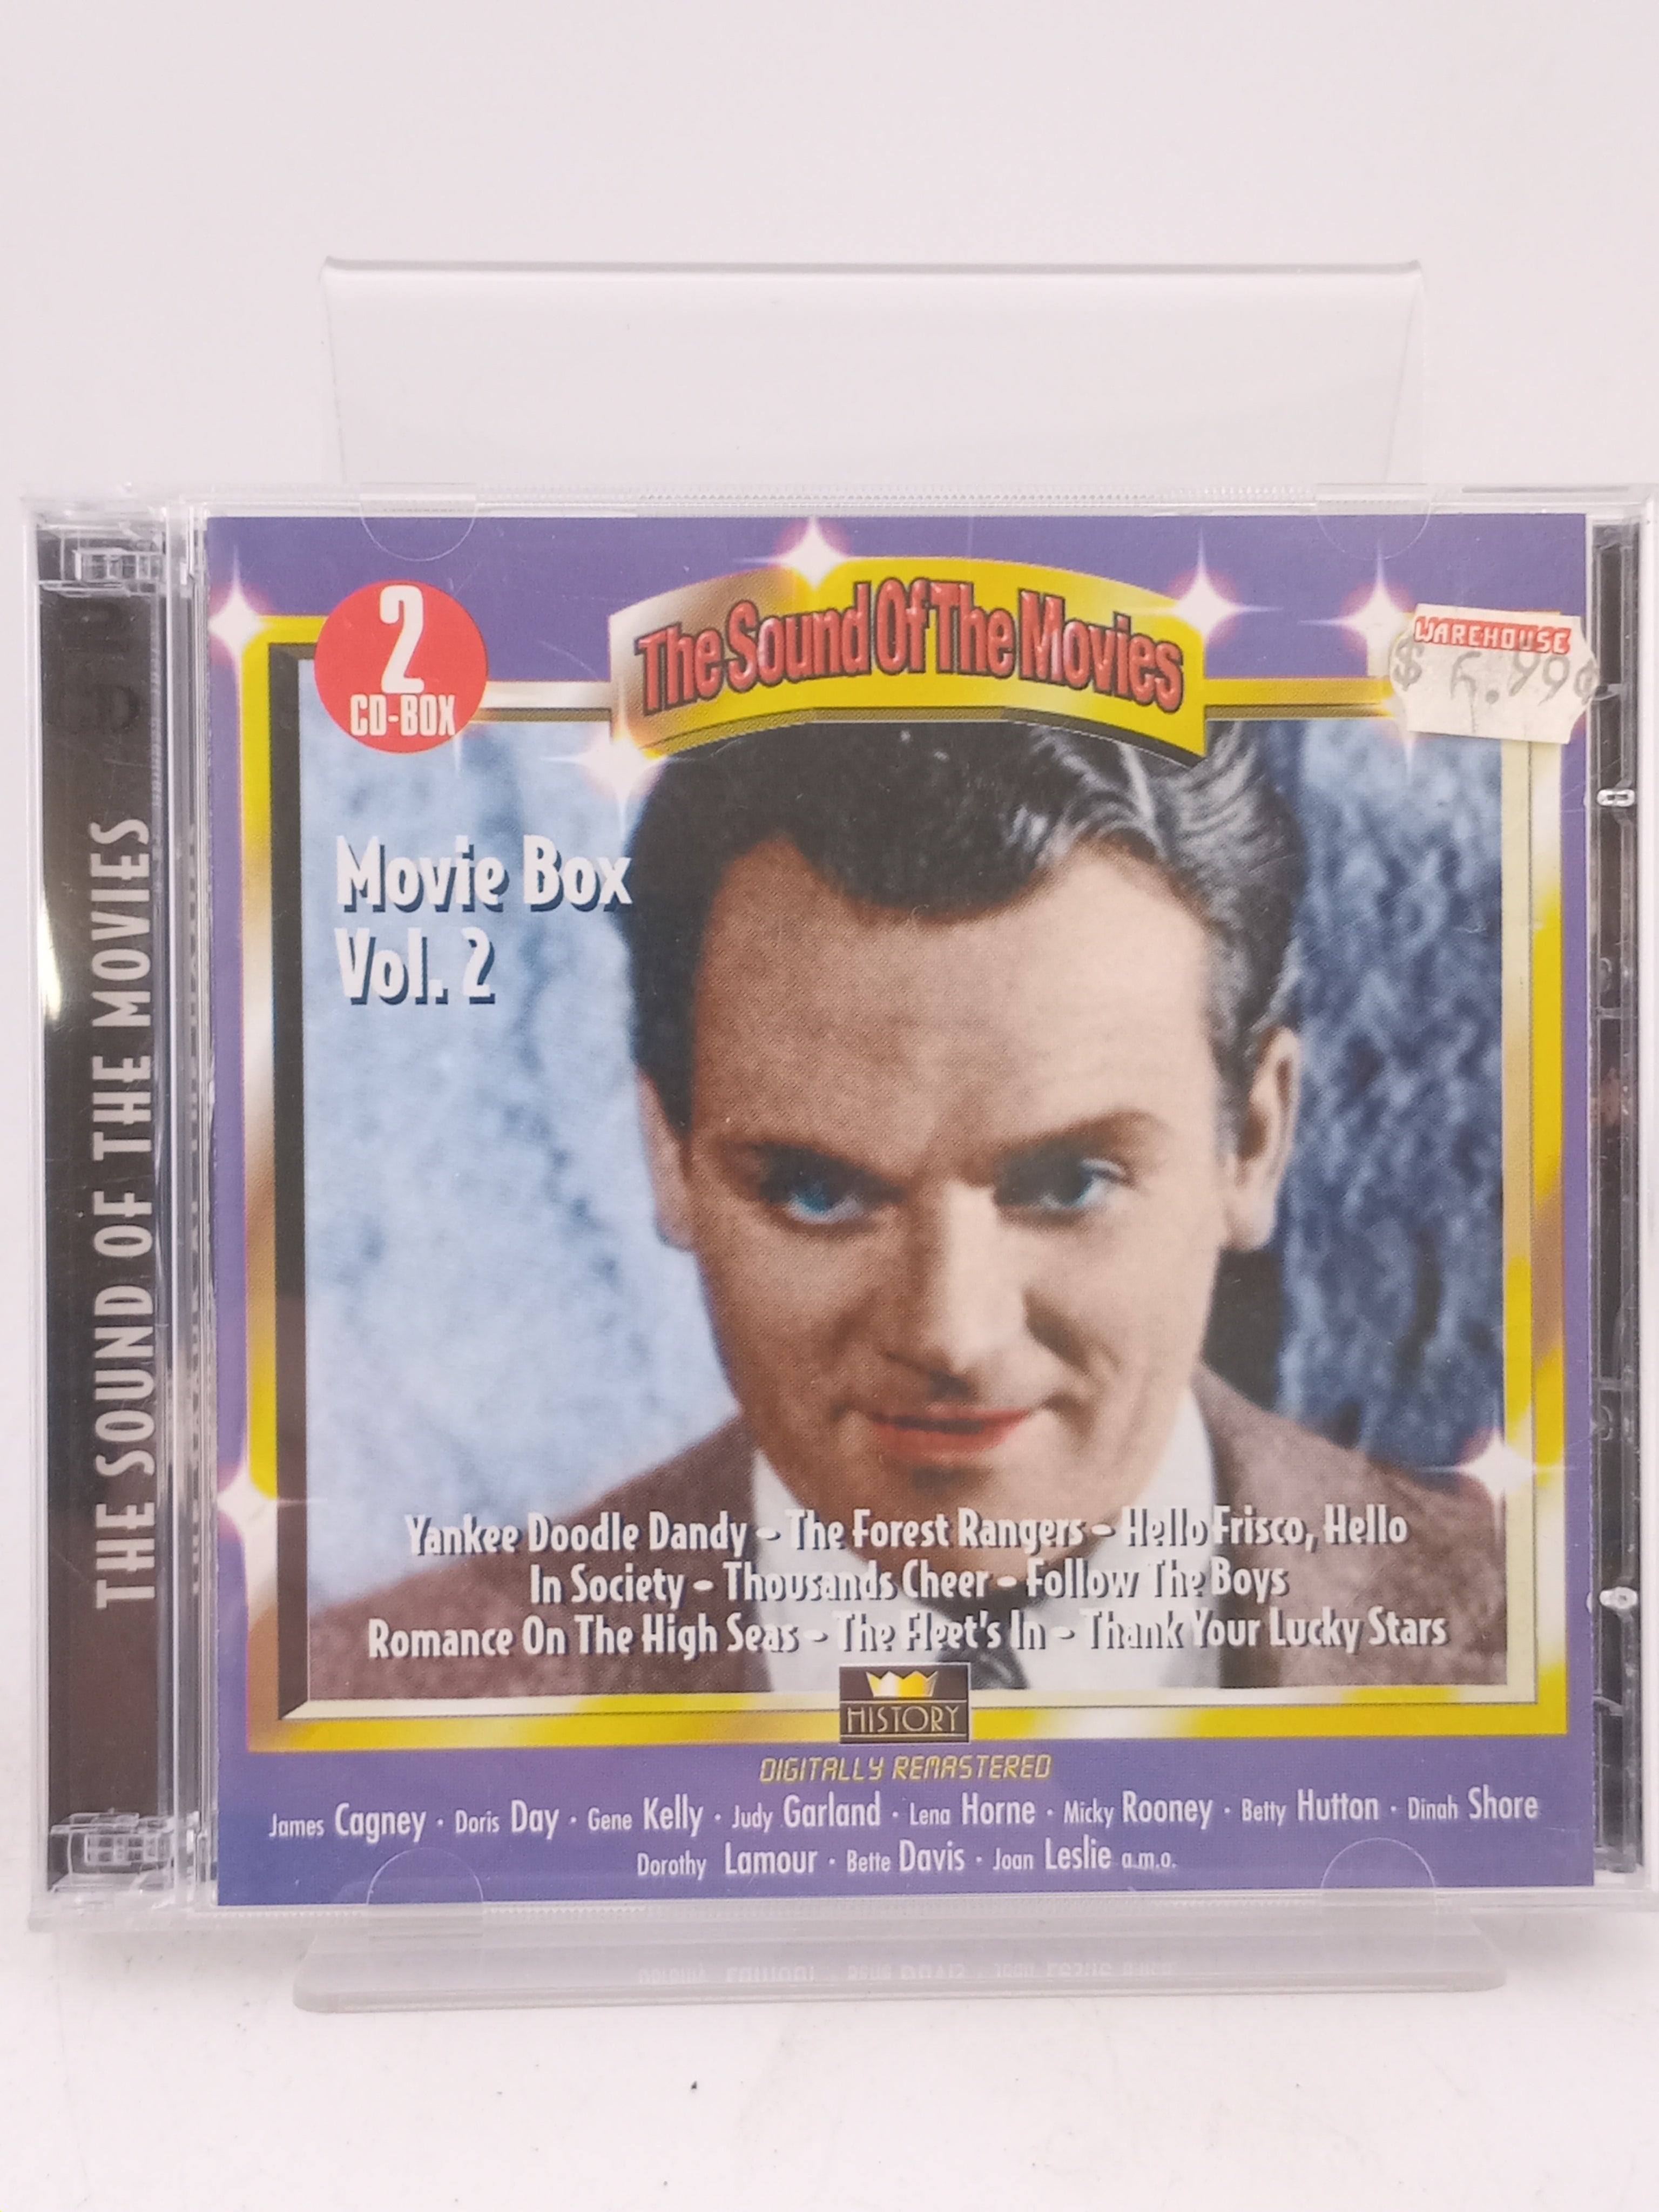 THE SOUND OF THE MOVIES
2
CD-BOX
The Sound Of The Movies
WAREHOUSE
Movie Box
Vol. 2
Yankee Doodle Dandy - The Forest Rangers - Hello Frisco, Hello
In Society - Thousands Cheer - Follow The Boys
Romance On The High Seas - The Fleet's In - Thank Your Lucky Stars
HISTORY
DIGITALLY REMASTERED
James Cagney · Doris Day · Gene Kelly · Judy Garland · Lena Horne · Micky Rooney · Betty Hutton · Dinah Shore
Dorothy Lamour · Bette Davis · Joan Leslie a.m.o.